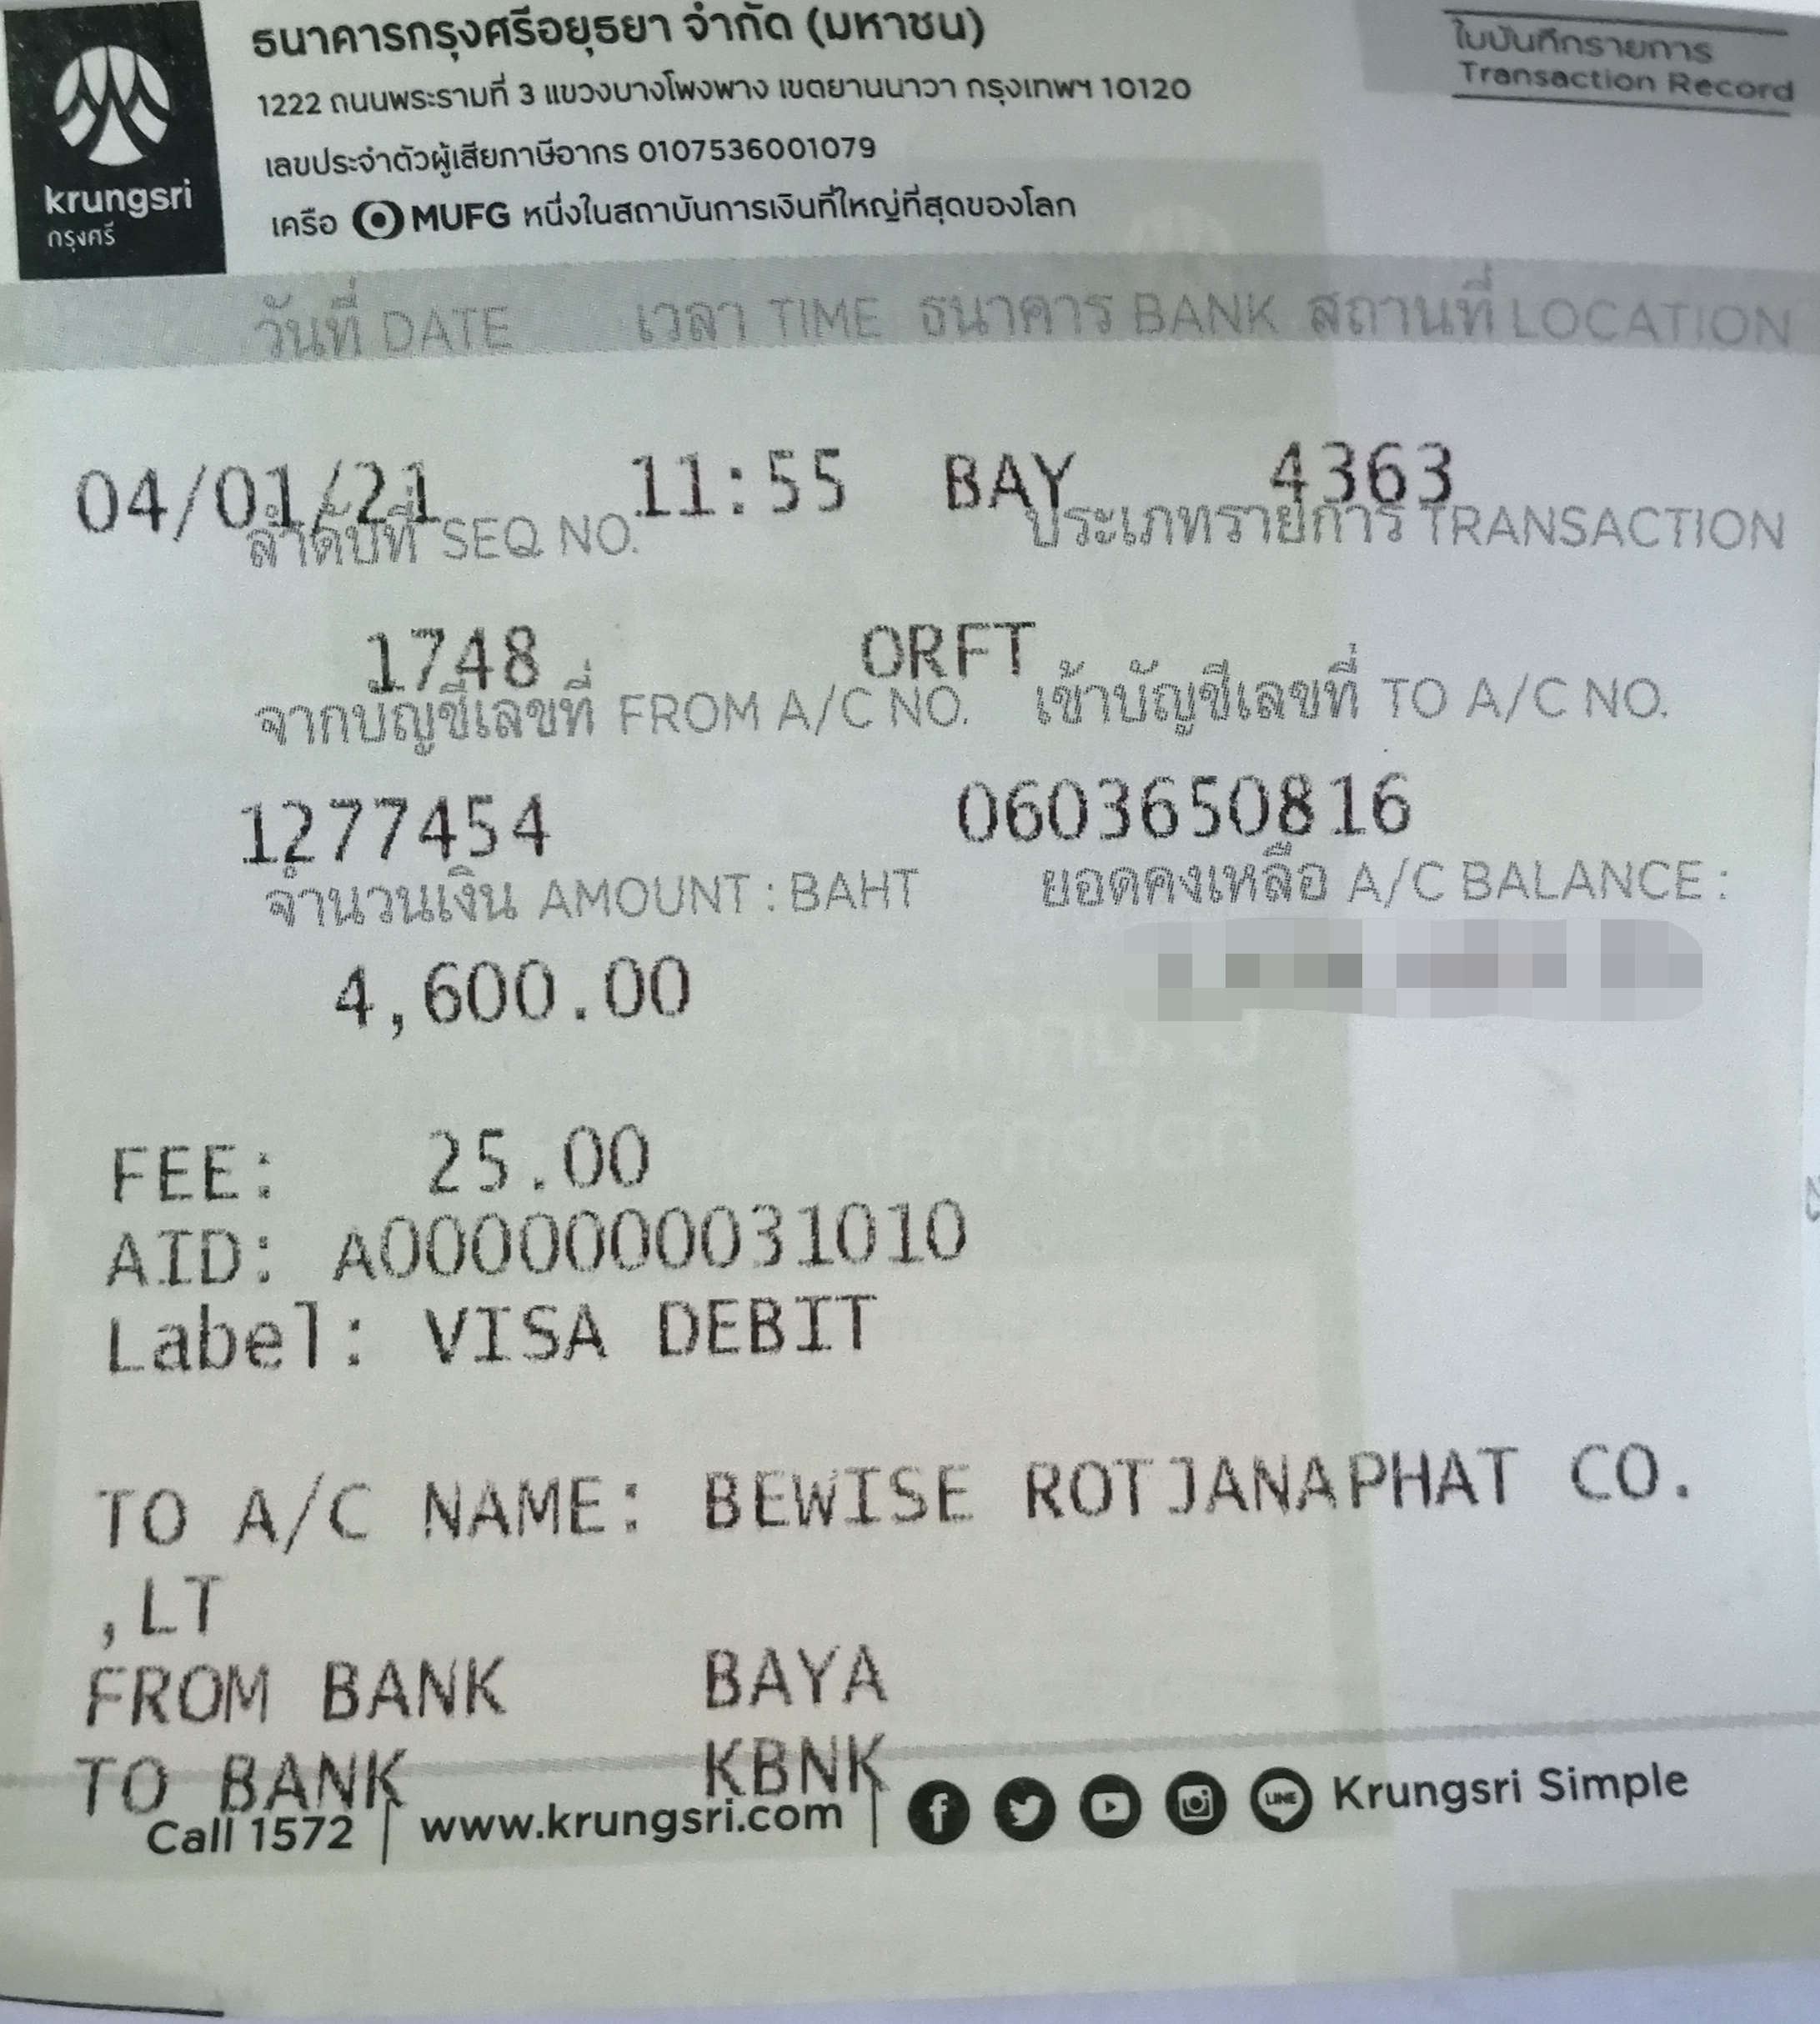 ธนาคารกรุงศรีอยุธยา จำกัด (มหาชน)
1222 ถนนพระรามที่ 3 แขวงบางโพงพาง เขตยานนาวา กรุงเทพฯ 10120
เลขประจำตัวผู้เสียภาษีอากร 0107536001079
เครือ MUFG หนึ่งในสถาบันการเงินที่ใหญ่ที่สุดของโลก
krungsri
กรุงศรี
ใบบันทึกรายการ
Transaction Record
วันที่ DATE เวลา TIME ธนาคาร BANK สถานที่ LOCATION
04/01/21 11:55 BAY 4363
ลำดับที่ SEQ NO. ประเภทรายการ TRANSACTION
1748 ORFT
จากบัญชีเลขที่ FROM A/C NO. เข้าบัญชีเลขที่ TO A/C NO.
1277454 0603650816
จำนวนเงิน AMOUNT : BAHT ยอดคงเหลือ A/C BALANCE :
4,600.00
FEE: 25.00
AID: A0000000031010
Label: VISA DEBIT
TO A/C NAME: BEWISE ROTJANAPHAT CO.
,LT
FROM BANK BAYA
TO BANK KBNK
Call 1572 | www.krungsri.com | LINE Krungsri Simple